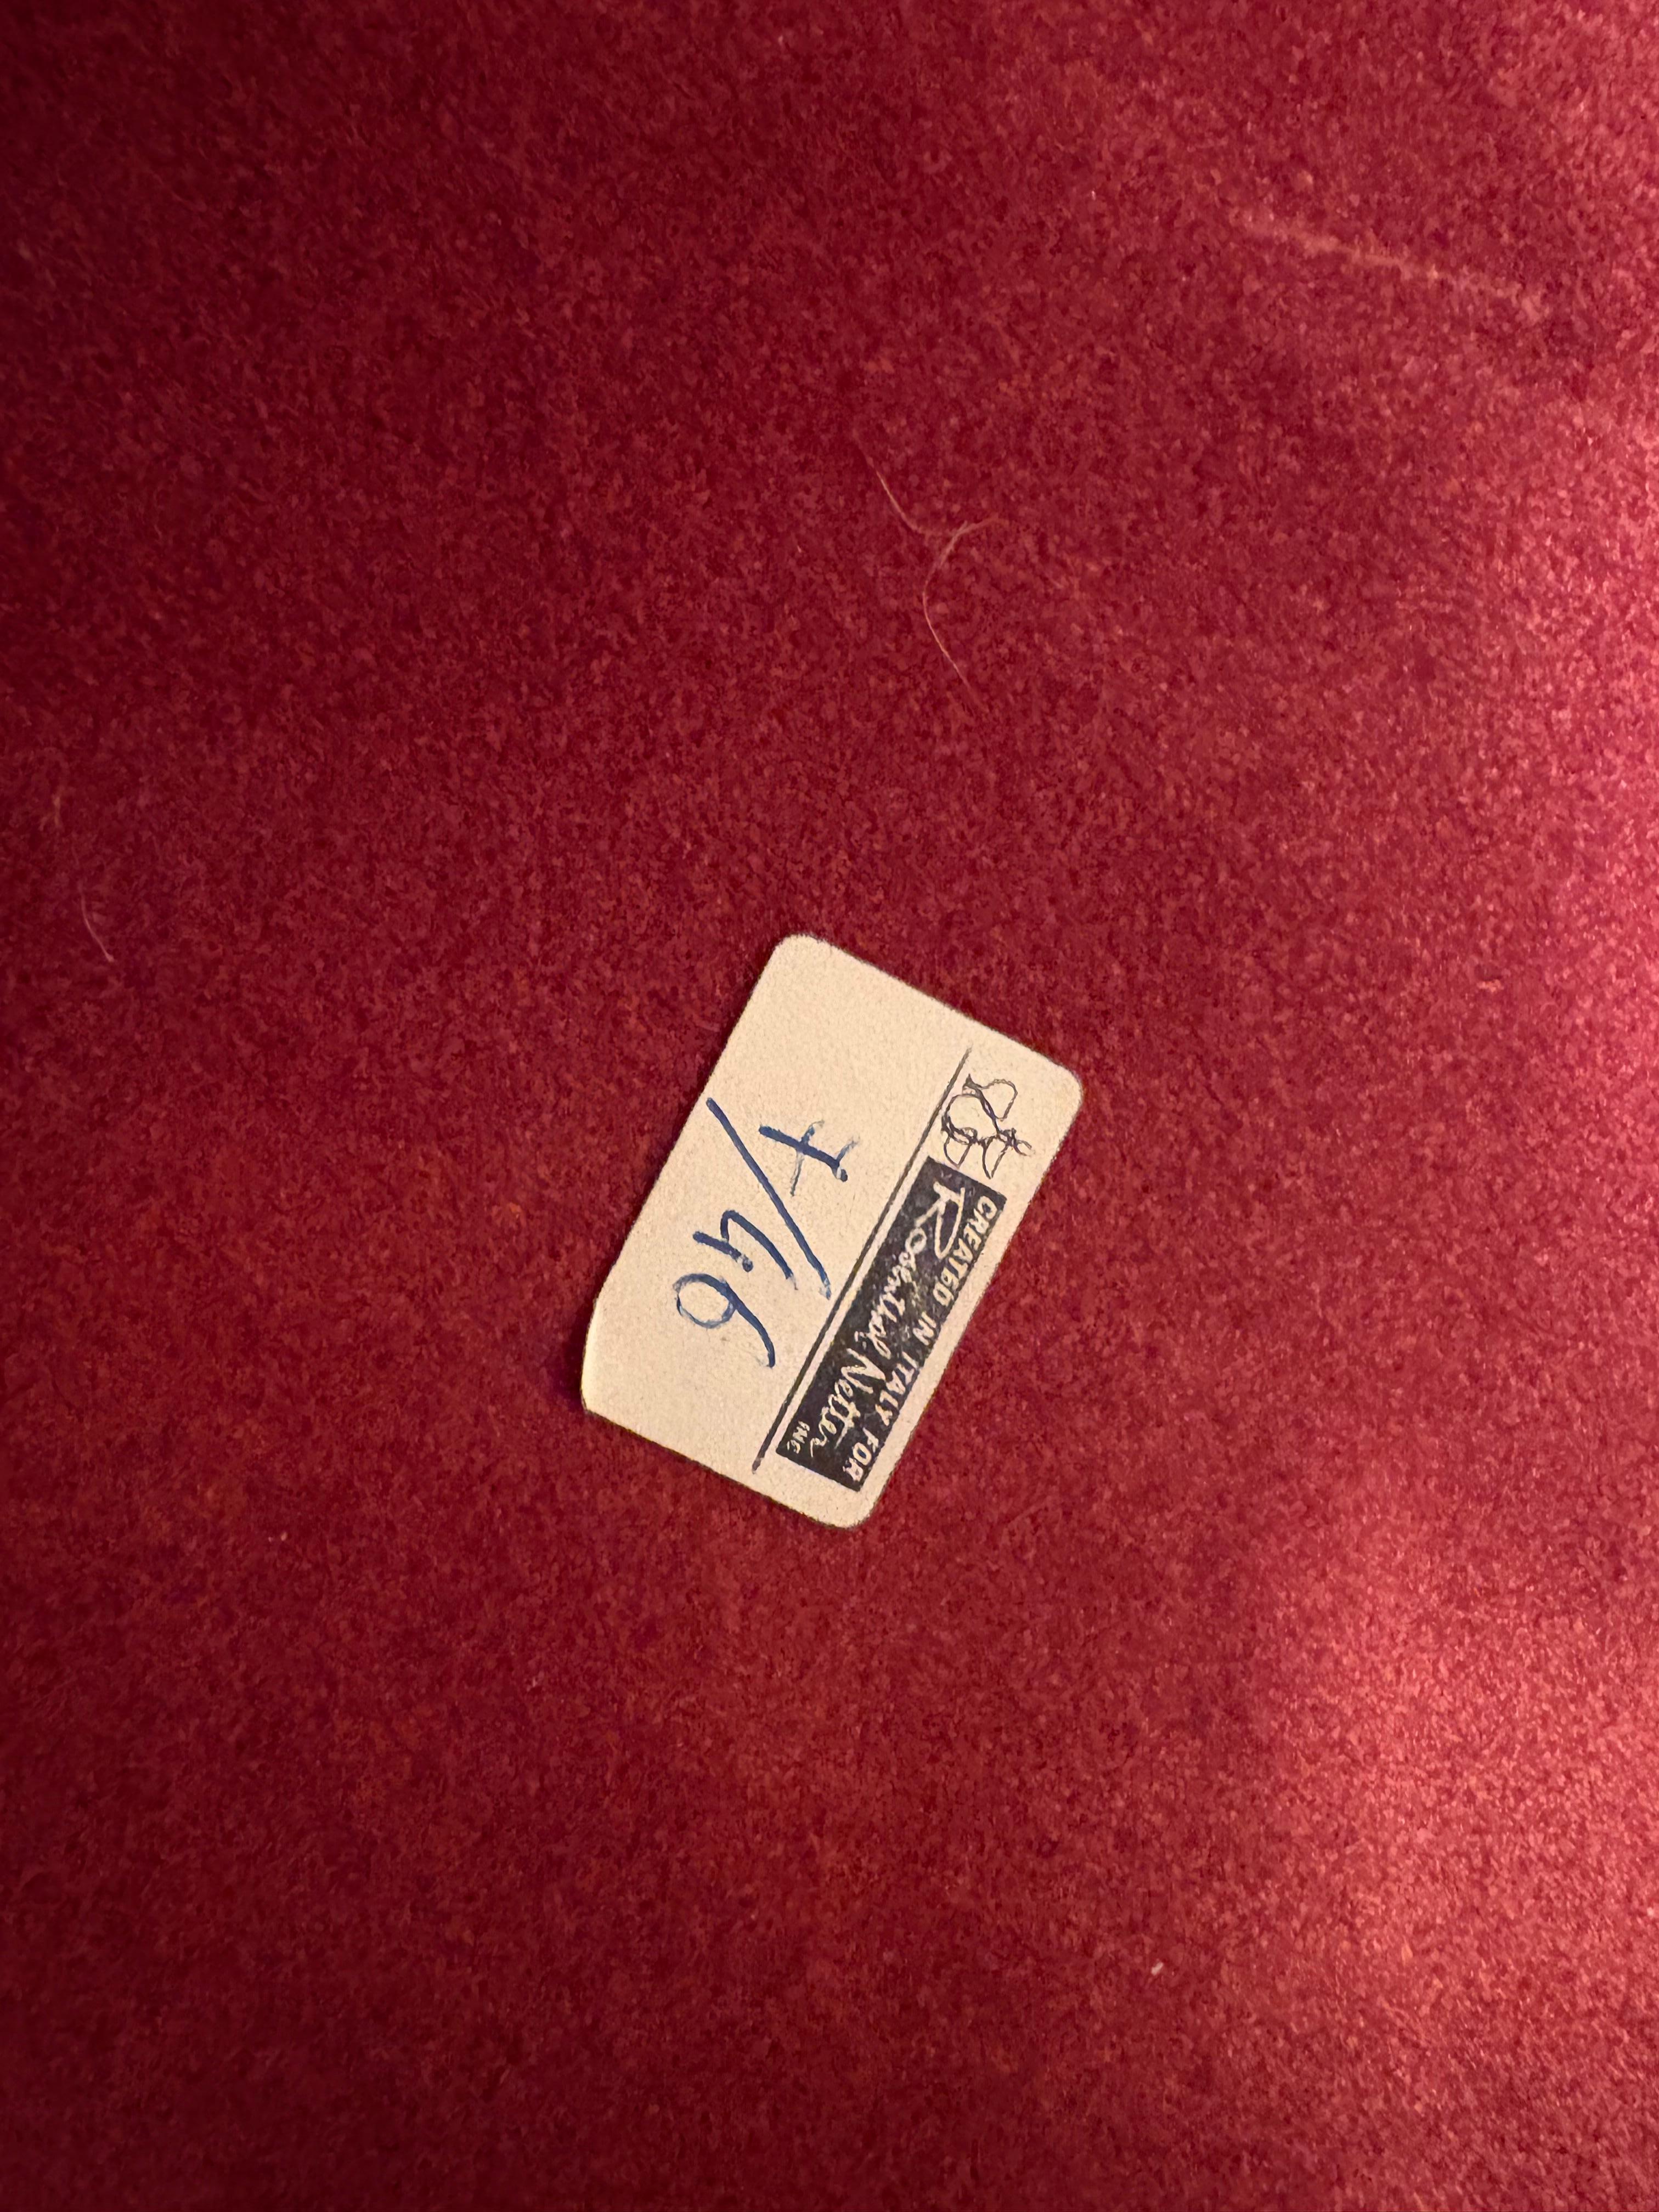 CREATED IN ITALY FOR
Rosenthal Netter
INC
7/46